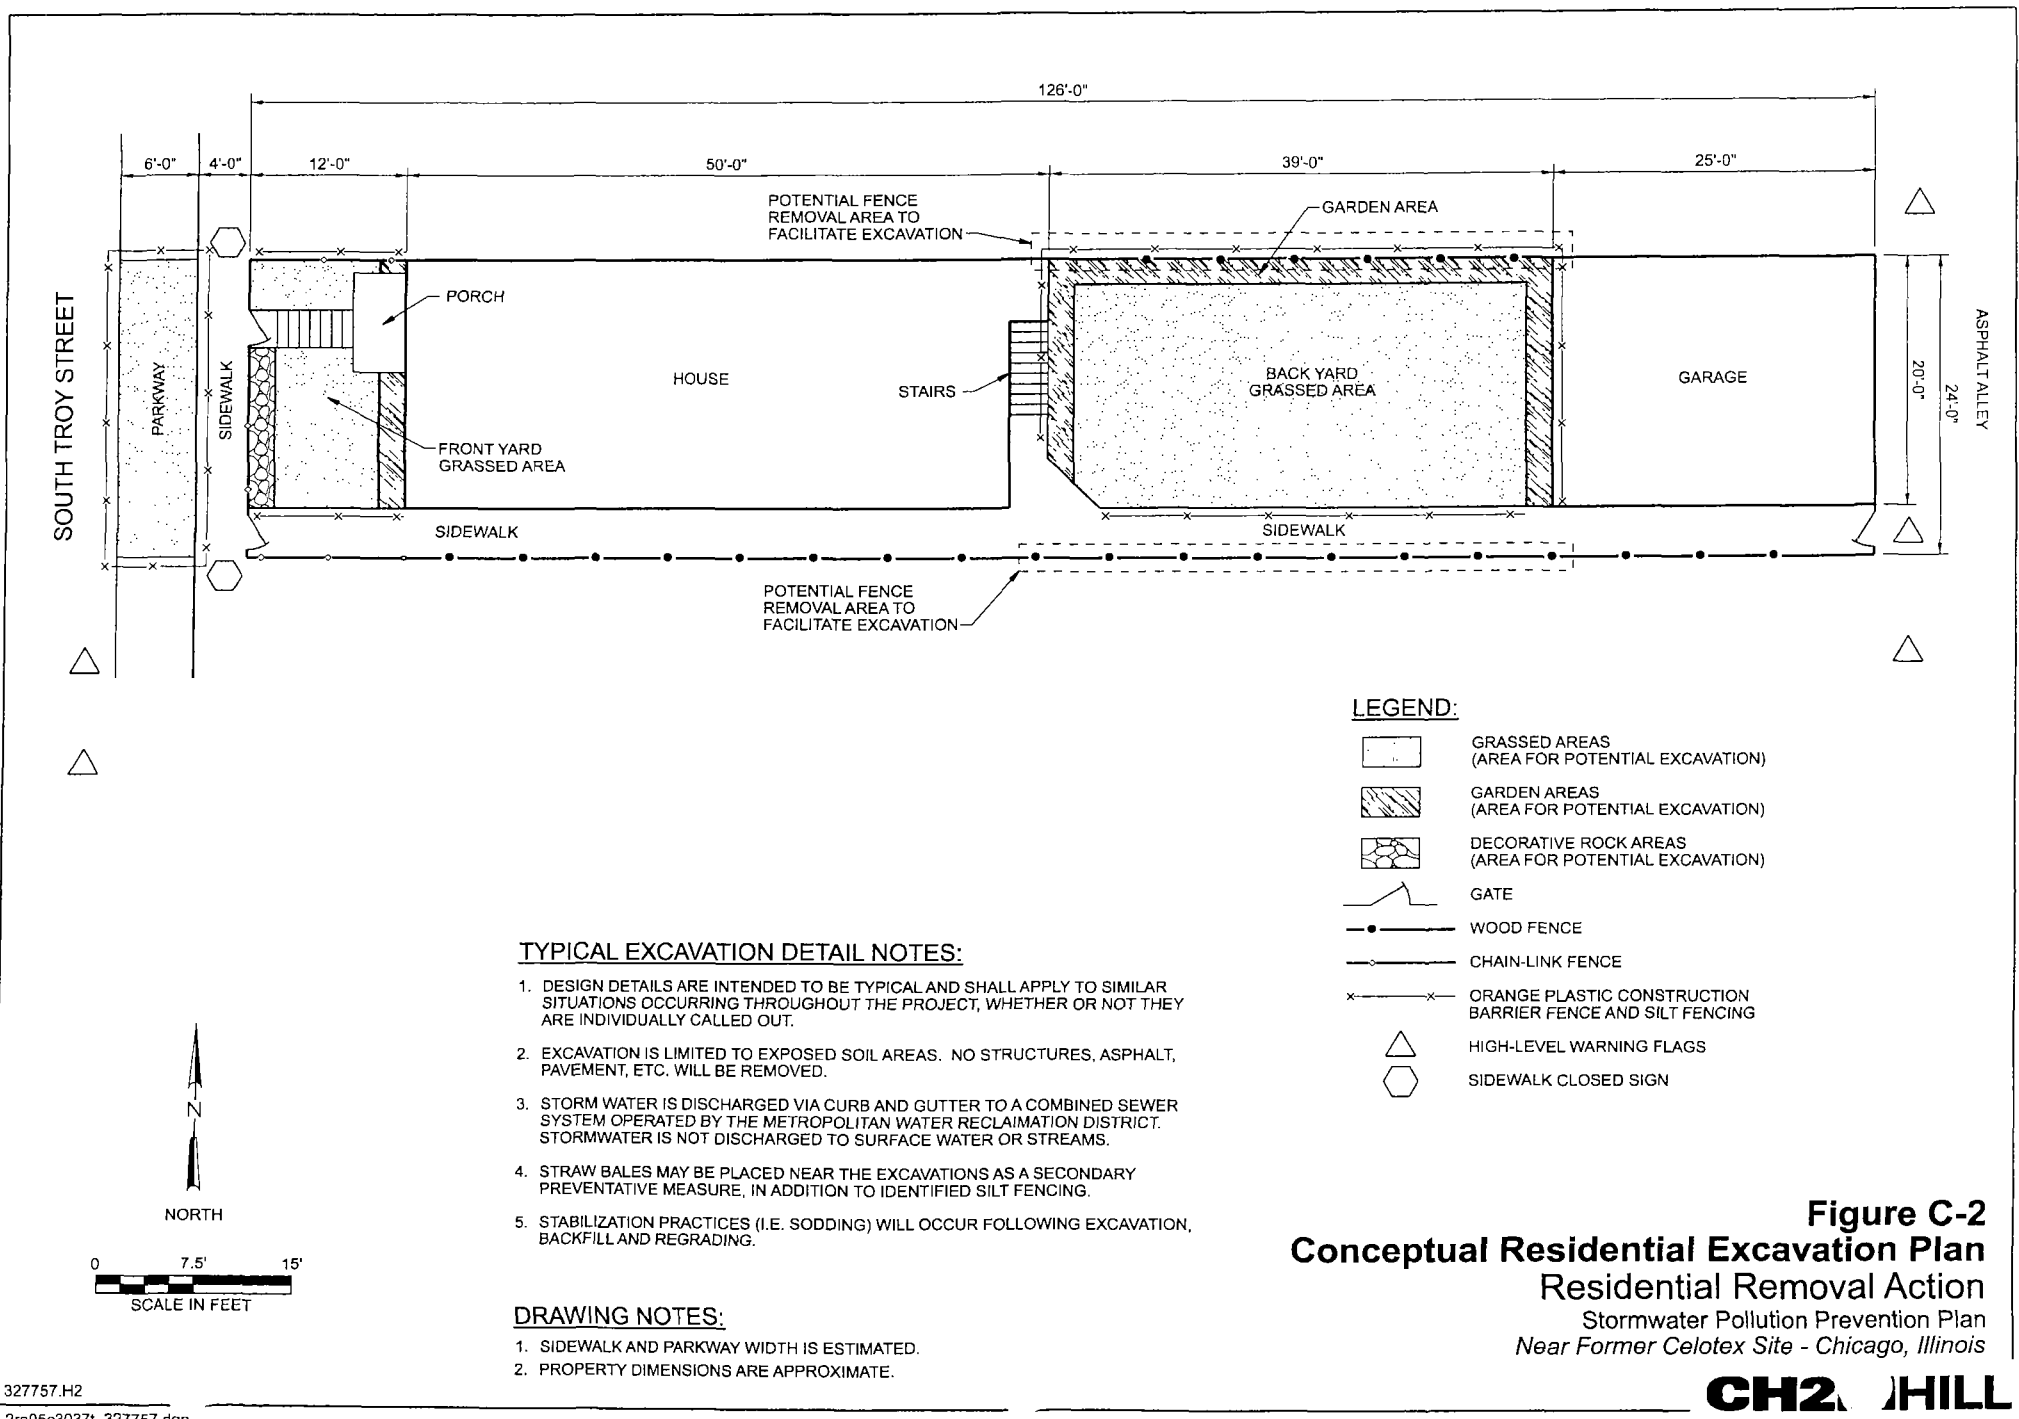 126'-0"
6'-0" 4'-0" 12'-0" 50'-0" 39'-0" 25'-0"
POTENTIAL FENCE
REMOVAL AREA TO
FACILITATE EXCAVATION
GARDEN AREA
SOUTH TROY STREET
PARKWAY
SIDEWALK
PORCH
FRONT YARD
GRASSED AREA
HOUSE
STAIRS
BACK YARD
GRASSED AREA
GARAGE
20'-0"
24'-0"
ASPHALT ALLEY
SIDEWALK
SIDEWALK
POTENTIAL FENCE
REMOVAL AREA TO
FACILITATE EXCAVATION
LEGEND:
GRASSED AREAS
(AREA FOR POTENTIAL EXCAVATION)
GARDEN AREAS
(AREA FOR POTENTIAL EXCAVATION)
DECORATIVE ROCK AREAS
(AREA FOR POTENTIAL EXCAVATION)
GATE
WOOD FENCE
CHAIN-LINK FENCE
ORANGE PLASTIC CONSTRUCTION
BARRIER FENCE AND SILT FENCING
HIGH-LEVEL WARNING FLAGS
SIDEWALK CLOSED SIGN
TYPICAL EXCAVATION DETAIL NOTES:
1. DESIGN DETAILS ARE INTENDED TO BE TYPICAL AND SHALL APPLY TO SIMILAR
SITUATIONS OCCURRING THROUGHOUT THE PROJECT, WHETHER OR NOT THEY
ARE INDIVIDUALLY CALLED OUT.
2. EXCAVATION IS LIMITED TO EXPOSED SOIL AREAS. NO STRUCTURES, ASPHALT,
PAVEMENT, ETC. WILL BE REMOVED.
3. STORM WATER IS DISCHARGED VIA CURB AND GUTTER TO A COMBINED SEWER
SYSTEM OPERATED BY THE METROPOLITAN WATER RECLAIMATION DISTRICT.
STORMWATER IS NOT DISCHARGED TO SURFACE WATER OR STREAMS.
4. STRAW BALES MAY BE PLACED NEAR THE EXCAVATIONS AS A SECONDARY
PREVENTATIVE MEASURE, IN ADDITION TO IDENTIFIED SILT FENCING.
5. STABILIZATION PRACTICES (I.E. SODDING) WILL OCCUR FOLLOWING EXCAVATION,
BACKFILL AND REGRADING.
DRAWING NOTES:
1. SIDEWALK AND PARKWAY WIDTH IS ESTIMATED.
2. PROPERTY DIMENSIONS ARE APPROXIMATE.
N
NORTH
0 7.5' 15'
SCALE IN FEET
Figure C-2
Conceptual Residential Excavation Plan
Residential Removal Action
Stormwater Pollution Prevention Plan
Near Former Celotex Site - Chicago, Illinois
CH2 HILL
327757.H2